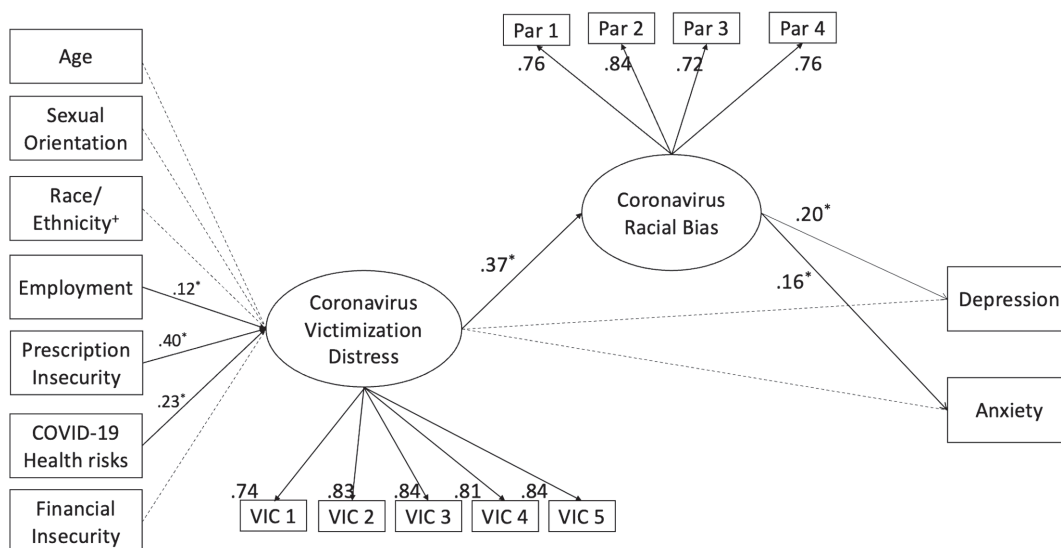 Par 1
Par 2
Par 3
Par 4
.76
.84
.72
.76
Age
Sexual
Orientation
Race/
Ethnicity⁺
Employment
Prescription
Insecurity
COVID-19
Health risks
Financial
Insecurity
.12*
.40*
.23*
Coronavirus
Victimization
Distress
.37*
Coronavirus
Racial Bias
.20*
.16*
Depression
Anxiety
.74
.83
.84
.81
.84
VIC 1
VIC 2
VIC 3
VIC 4
VIC 5